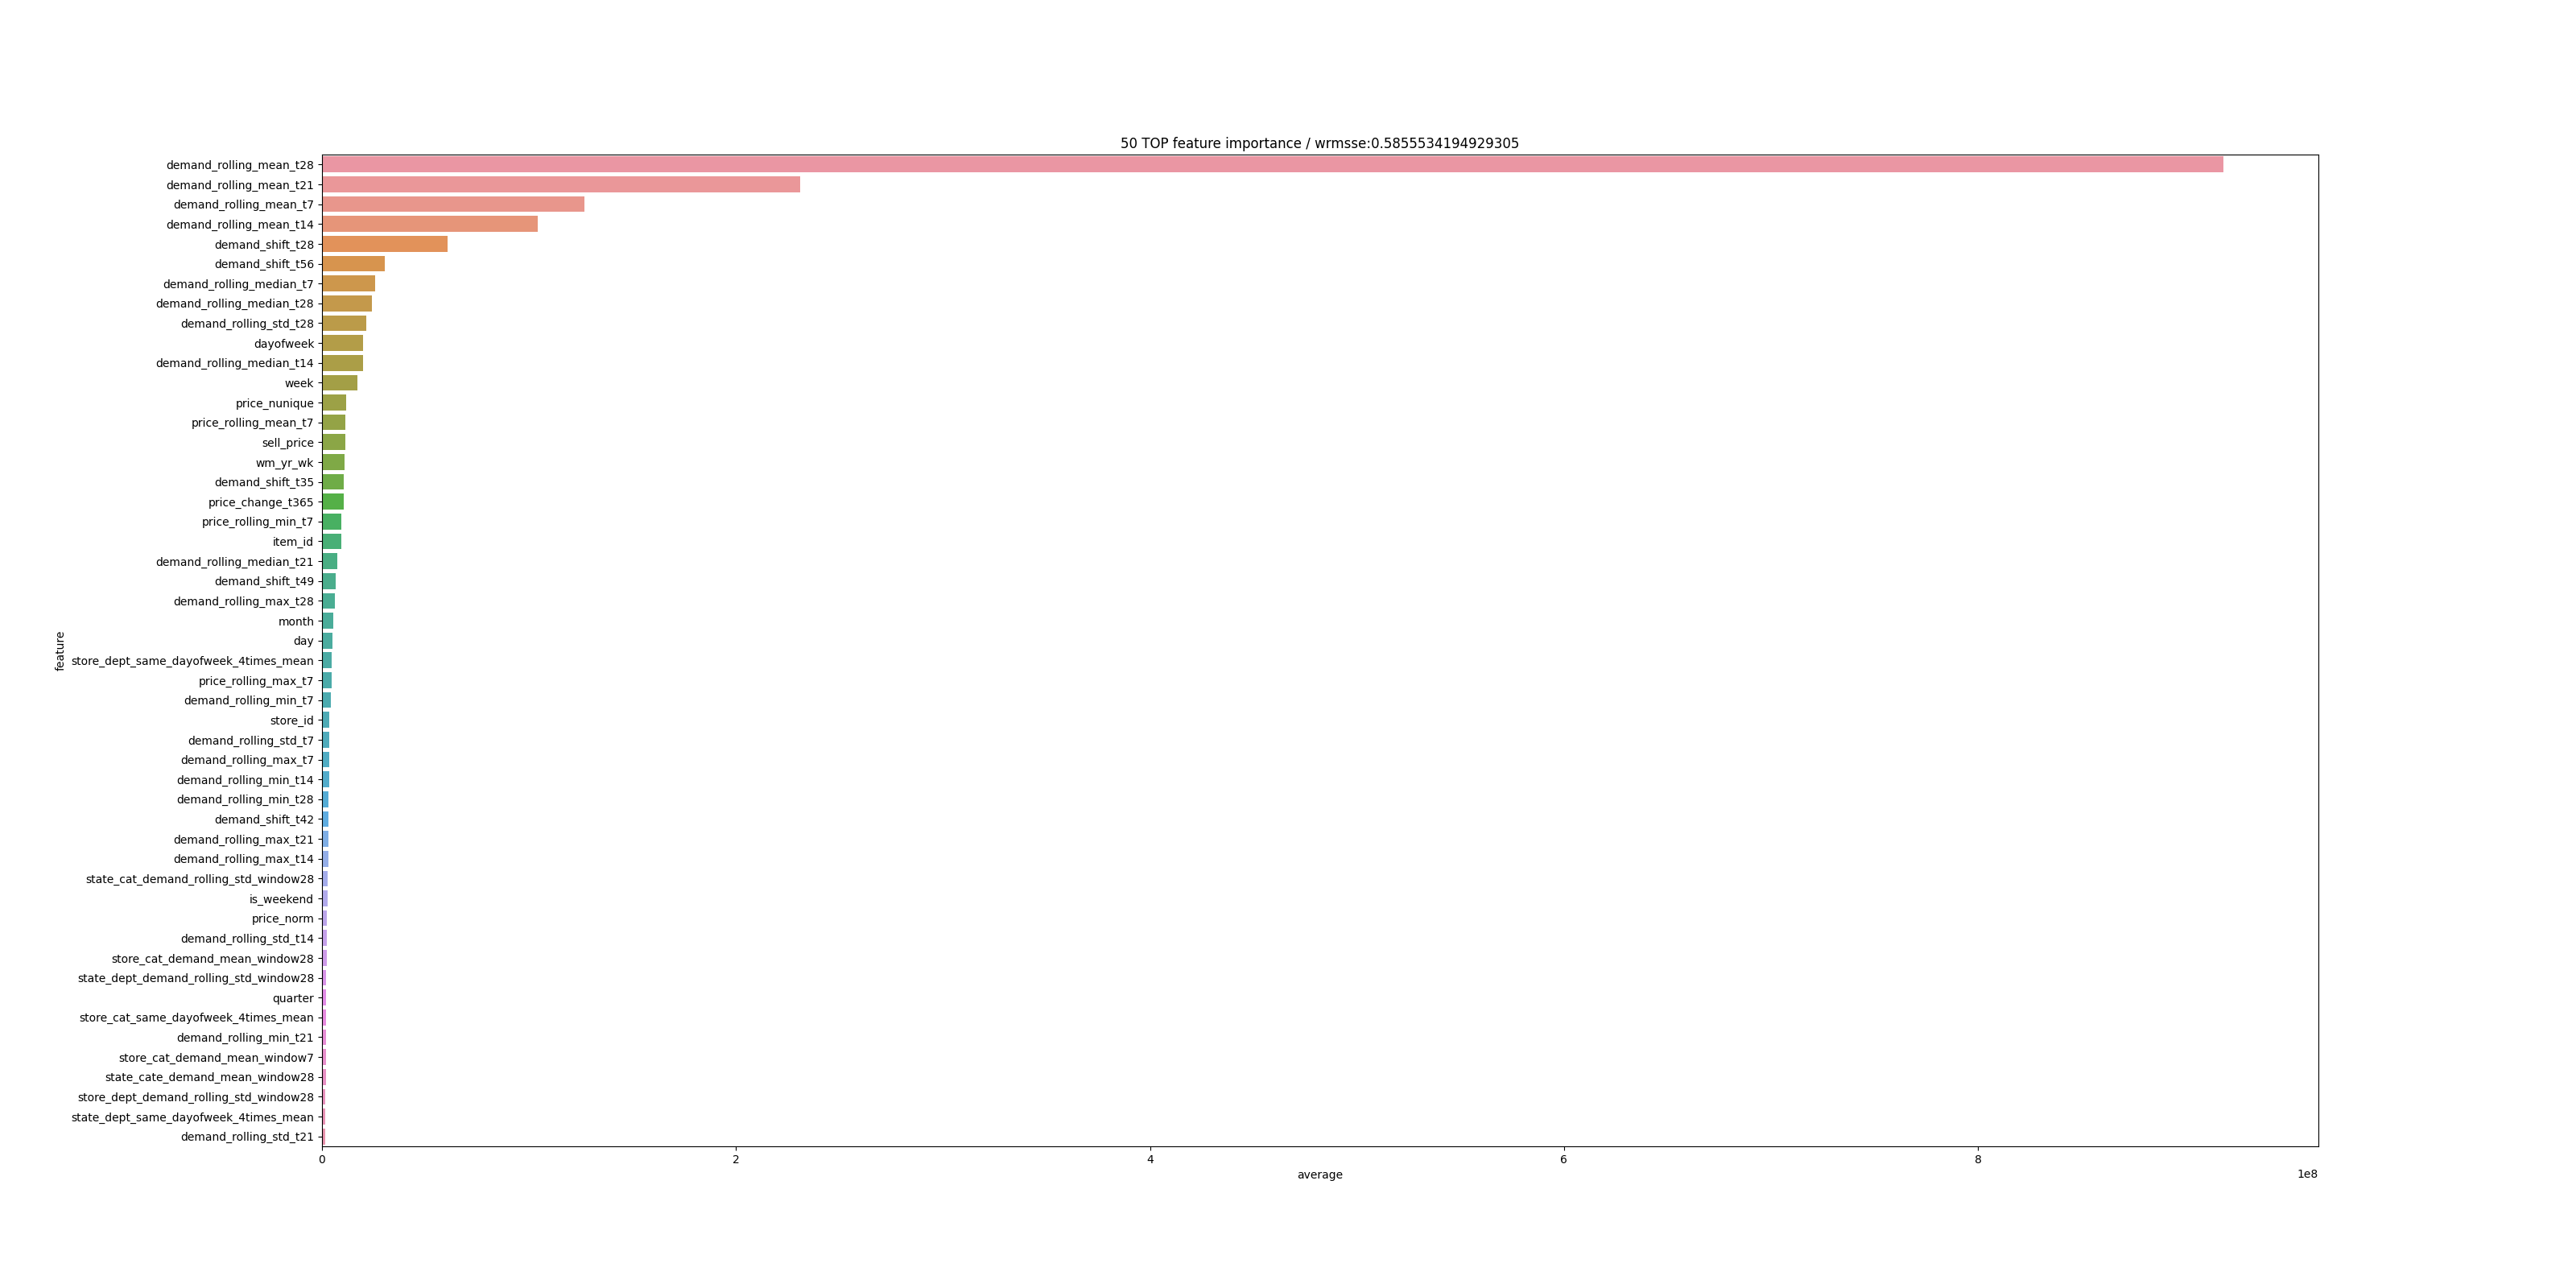 50 TOP feature importance / wrmsse:0.5855534194929305
demand_rolling_mean_t28
demand_rolling_mean_t21
demand_rolling_mean_t7
demand_rolling_mean_t14
demand_shift_t28
demand_shift_t56
demand_rolling_median_t7
demand_rolling_median_t28
demand_rolling_std_t28
dayofweek
demand_rolling_median_t14
week
price_nunique
price_rolling_mean_t7
sell_price
wm_yr_wk
demand_shift_t35
price_change_t365
price_rolling_min_t7
item_id
demand_rolling_median_t21
demand_shift_t49
demand_rolling_max_t28
month
day
store_dept_same_dayofweek_4times_mean
price_rolling_max_t7
demand_rolling_min_t7
store_id
demand_rolling_std_t7
demand_rolling_max_t7
demand_rolling_min_t14
demand_rolling_min_t28
demand_shift_t42
demand_rolling_max_t21
demand_rolling_max_t14
state_cat_demand_rolling_std_window28
is_weekend
price_norm
demand_rolling_std_t14
store_cat_demand_mean_window28
state_dept_demand_rolling_std_window28
quarter
store_cat_same_dayofweek_4times_mean
demand_rolling_min_t21
store_cat_demand_mean_window7
state_cate_demand_mean_window28
store_dept_demand_rolling_std_window28
state_dept_same_dayofweek_4times_mean
demand_rolling_std_t21
feature
0 2 4 6 8
average
1e8